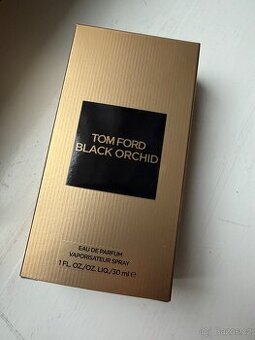 TOM FORD
BLACK ORCHID
EAU DE PARFUM
VAPORISATEUR SPRAY
1 FL. OZ./OZ. LIQ./30 ml ℮